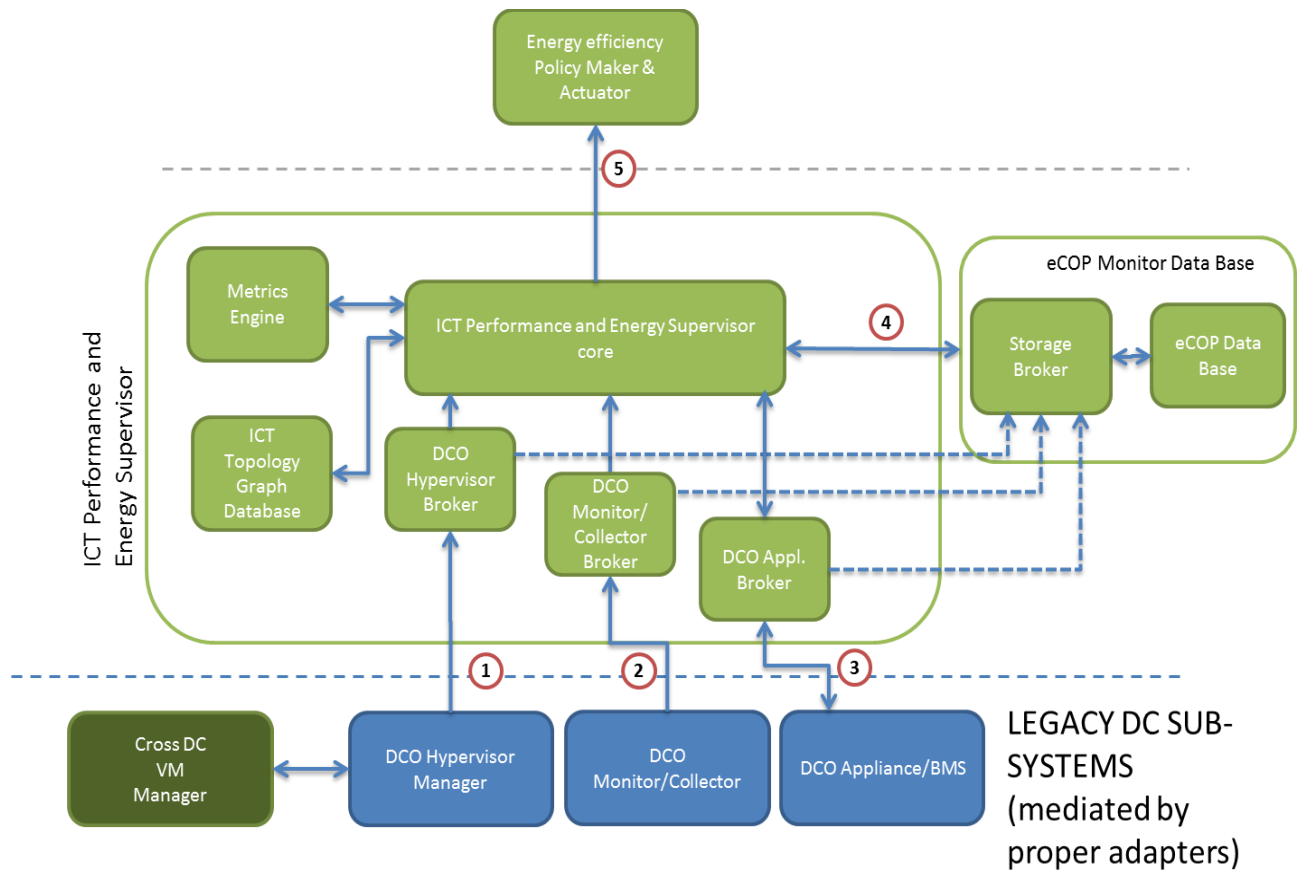 Energy efficiency
Policy Maker &
Actuator
5
eCOP Monitor Data Base
Metrics
Engine
ICT Performance and Energy Supervisor
core
4
Storage
Broker
eCOP Data
Base
ICT Performance and
Energy Supervisor
ICT
Topology
Graph
Database
DCO
Hypervisor
Broker
DCO
Monitor/
Collector
Broker
DCO Appl.
Broker
1
2
3
Cross DC
VM
Manager
DCO Hypervisor
Manager
DCO
Monitor/Collector
DCO Appliance/BMS
LEGACY DC SUB-
SYSTEMS
(mediated by
proper adapters)